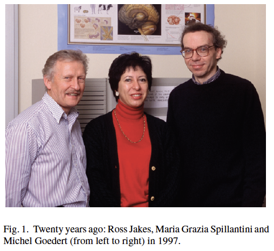 Fig. 1. Twenty years ago: Ross Jakes, Maria Grazia Spillantini and
Michel Goedert (from left to right) in 1997.